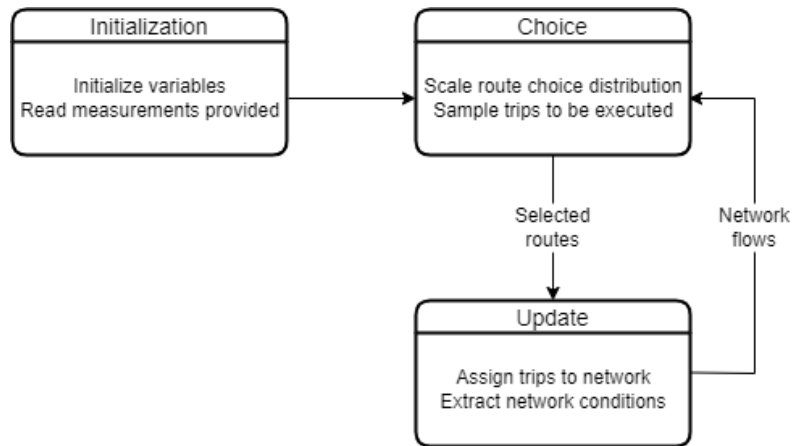 Initialization
Initialize variables
Read measurements provided
Choice
Scale route choice distribution
Sample trips to be executed
Selected
routes
Network
flows
Update
Assign trips to network
Extract network conditions